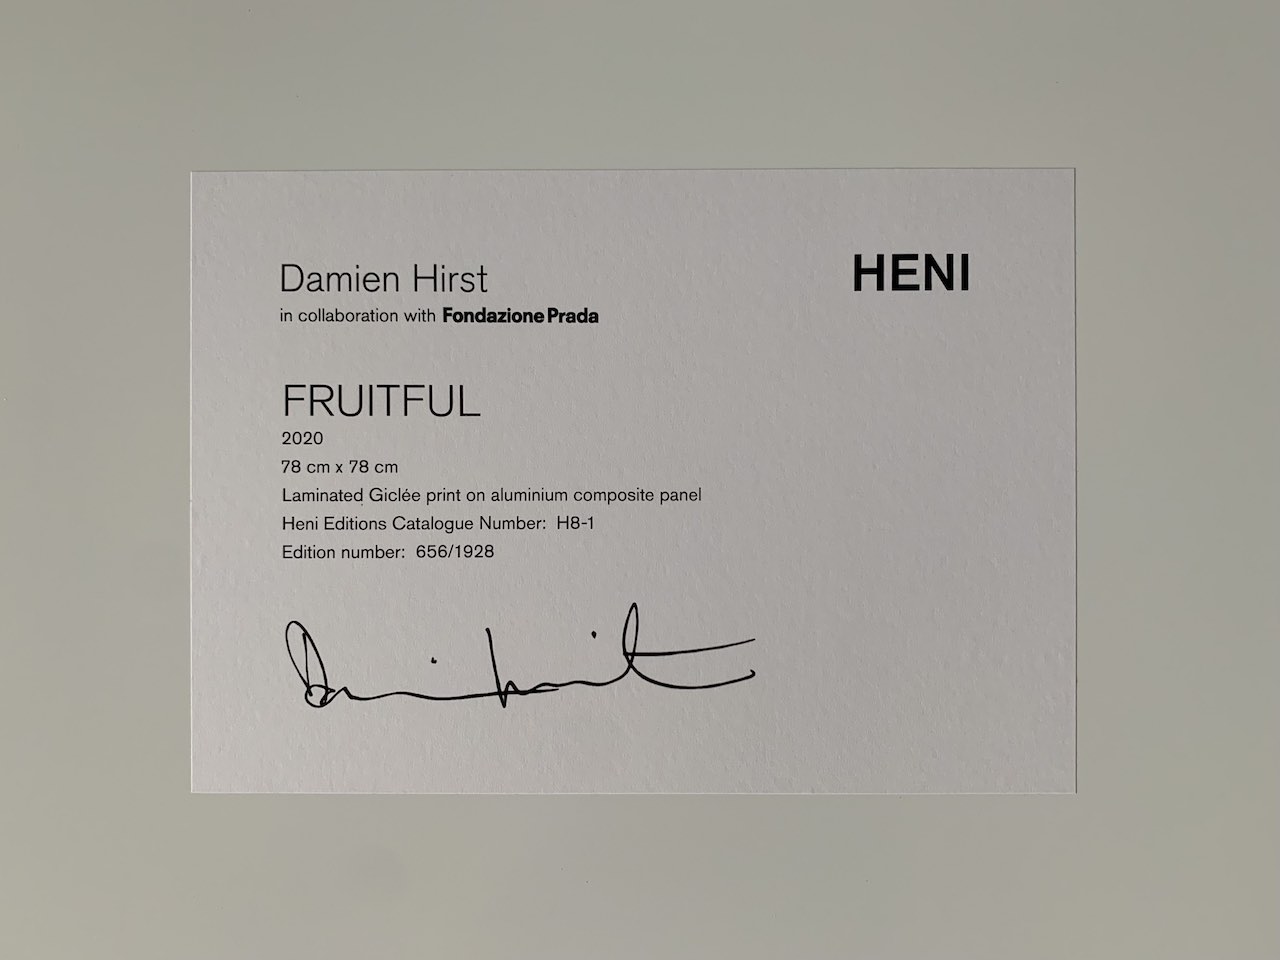 Damien Hirst
HENI
in collaboration with Fondazione Prada
FRUITFUL
2020
78 cm x 78 cm
Laminated Giclée print on aluminium composite panel
Heni Editions Catalogue Number: H8-1
Edition number: 656/1928